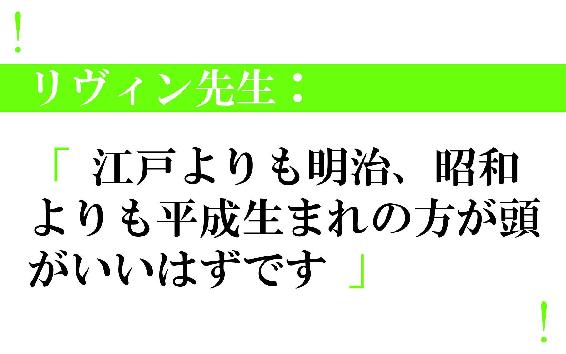 ！
リヴィン先生：
「 江戸よりも明治、昭和
よりも平成生まれの方が頭
がいいはずです 」
！